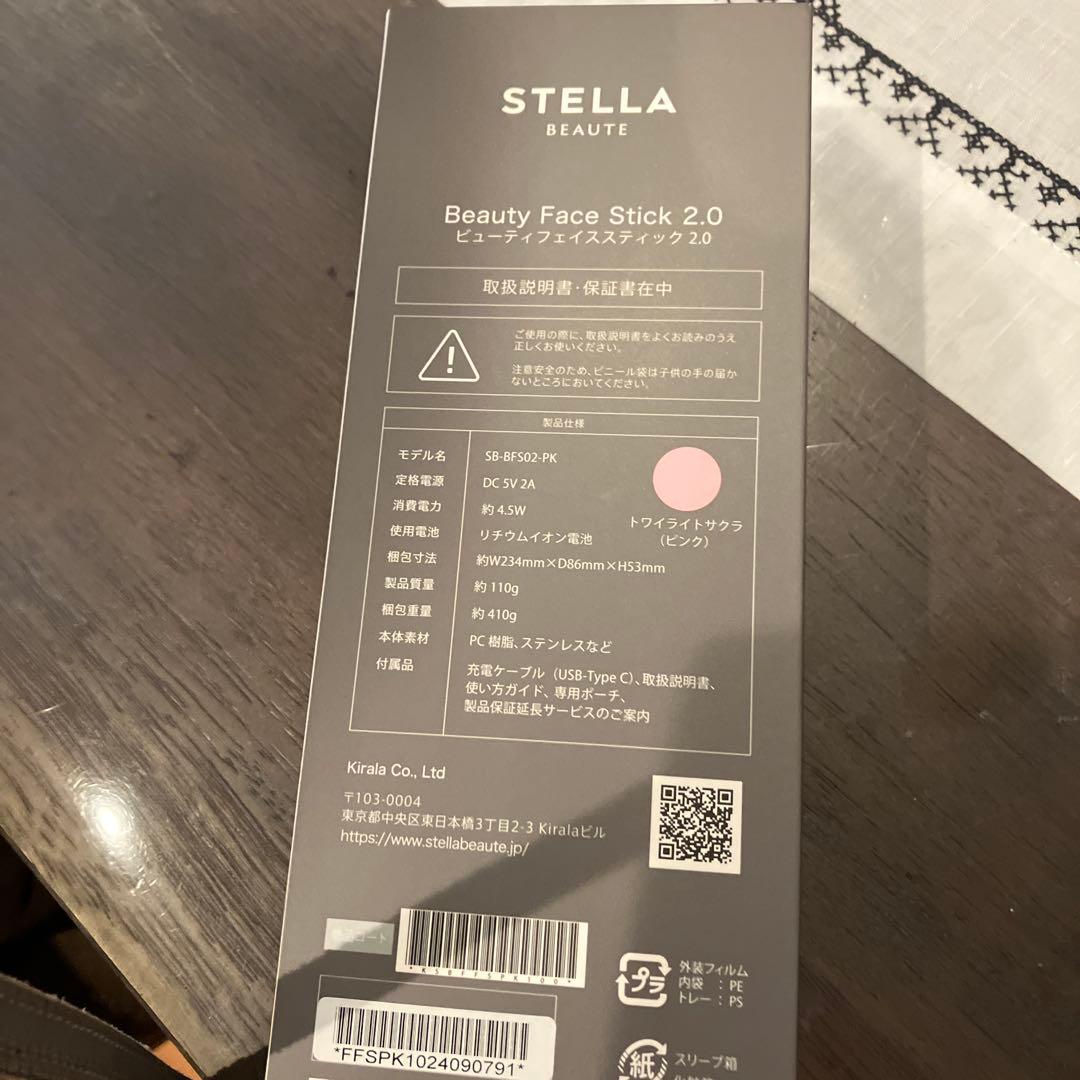 STELLA
BEAUTE
Beauty Face Stick 2.0
ビューティフェイススティック 2.0
取扱説明書・保証書在中
ご使用の際に、取扱説明書をよくお読みのうえ
正しくお使いください。
注意安全のため、ビニール袋は子供の手の届か
ないところにおいてください。
製品仕様
モデル名 SB-BFS02-PK
定格電源 DC 5V 2A
消費電力 約 4.5W
使用電池 リチウムイオン電池
梱包寸法 約W234mm×D86mm×H53mm
製品質量 約 110g
梱包重量 約 410g
本体素材 PC 樹脂、ステンレスなど
付属品 充電ケーブル（USB-Type C）、取扱説明書、
使い方ガイド、専用ポーチ、
製品保証延長サービスのご案内
トワイライトサクラ
（ピンク）
Kirala Co., Ltd
〒103-0004
東京都中央区東日本橋3丁目2-3 Kiralaビル
https://www.stellabeaute.jp/
コート
*KSBFFSPK100*
*FFSPK1024090791*
プラ
外装フィルム
内袋 : PE
トレー : PS
紙
スリーブ箱